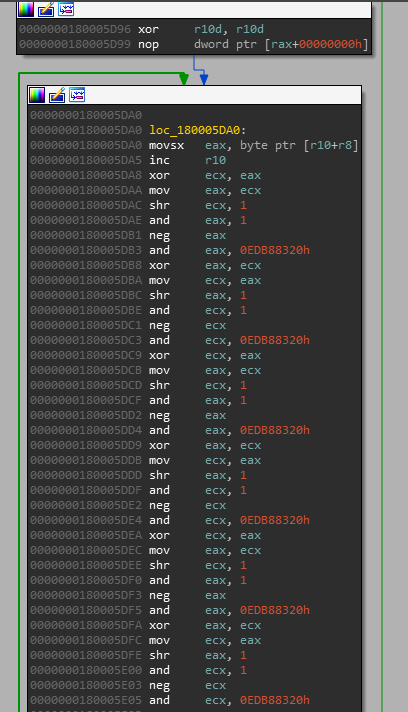 0000000180005D96 xor r10d, r10d
0000000180005D99 nop dword ptr [rax+00000000h]
0000000180005DA0
0000000180005DA0 loc_180005DA0:
0000000180005DA0 movsx eax, byte ptr [r10+r8]
0000000180005DA5 inc r10
0000000180005DA8 xor ecx, eax
0000000180005DAA mov eax, ecx
0000000180005DAC shr ecx, 1
0000000180005DAE and eax, 1
0000000180005DB1 neg eax
0000000180005DB3 and eax, 0EDB88320h
0000000180005DB8 xor eax, ecx
0000000180005DBA mov ecx, eax
0000000180005DBC shr eax, 1
0000000180005DBE and ecx, 1
0000000180005DC1 neg ecx
0000000180005DC3 and ecx, 0EDB88320h
0000000180005DC9 xor ecx, eax
0000000180005DCB mov eax, ecx
0000000180005DCD shr ecx, 1
0000000180005DCF and eax, 1
0000000180005DD2 neg eax
0000000180005DD4 and eax, 0EDB88320h
0000000180005DD9 xor eax, ecx
0000000180005DDB mov ecx, eax
0000000180005DDD shr eax, 1
0000000180005DDF and ecx, 1
0000000180005DE2 neg ecx
0000000180005DE4 and ecx, 0EDB88320h
0000000180005DEA xor ecx, eax
0000000180005DEC mov eax, ecx
0000000180005DEE shr ecx, 1
0000000180005DF0 and eax, 1
0000000180005DF3 neg eax
0000000180005DF5 and eax, 0EDB88320h
0000000180005DFA xor eax, ecx
0000000180005DFC mov ecx, eax
0000000180005DFE shr eax, 1
0000000180005E00 and ecx, 1
0000000180005E03 neg ecx
0000000180005E05 and ecx, 0EDB88320h